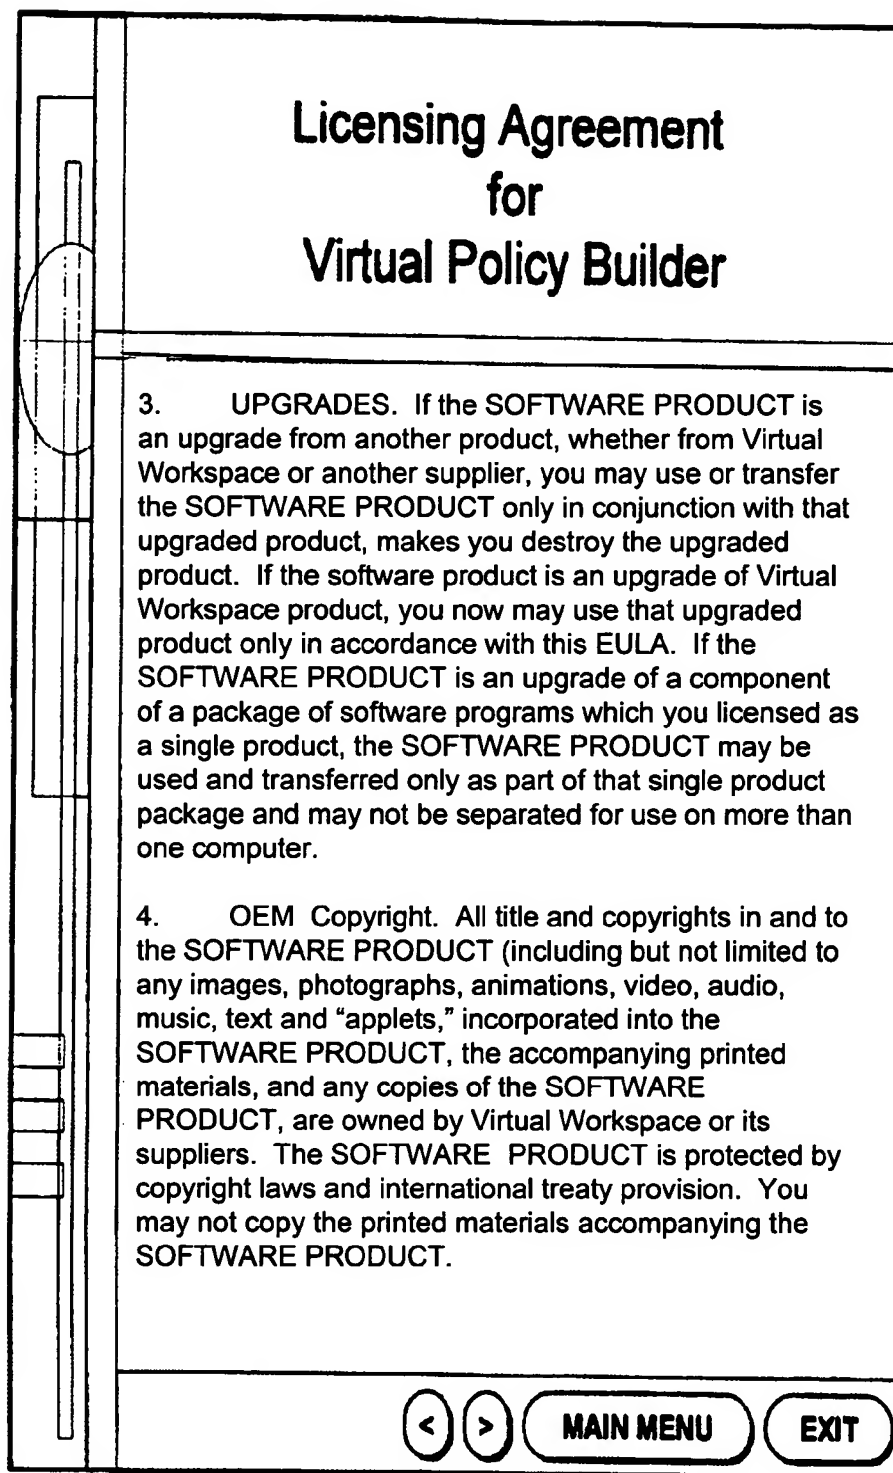 Licensing Agreement
for
Virtual Policy Builder
3. UPGRADES. If the SOFTWARE PRODUCT is
an upgrade from another product, whether from Virtual
Workspace or another supplier, you may use or transfer
the SOFTWARE PRODUCT only in conjunction with that
upgraded product, makes you destroy the upgraded
product. If the software product is an upgrade of Virtual
Workspace product, you now may use that upgraded
product only in accordance with this EULA. If the
SOFTWARE PRODUCT is an upgrade of a component
of a package of software programs which you licensed as
a single product, the SOFTWARE PRODUCT may be
used and transferred only as part of that single product
package and may not be separated for use on more than
one computer.
4. OEM Copyright. All title and copyrights in and to
the SOFTWARE PRODUCT (including but not limited to
any images, photographs, animations, video, audio,
music, text and “applets,” incorporated into the
SOFTWARE PRODUCT, the accompanying printed
materials, and any copies of the SOFTWARE
PRODUCT, are owned by Virtual Workspace or its
suppliers. The SOFTWARE PRODUCT is protected by
copyright laws and international treaty provision. You
may not copy the printed materials accompanying the
SOFTWARE PRODUCT.
< > MAIN MENU EXIT